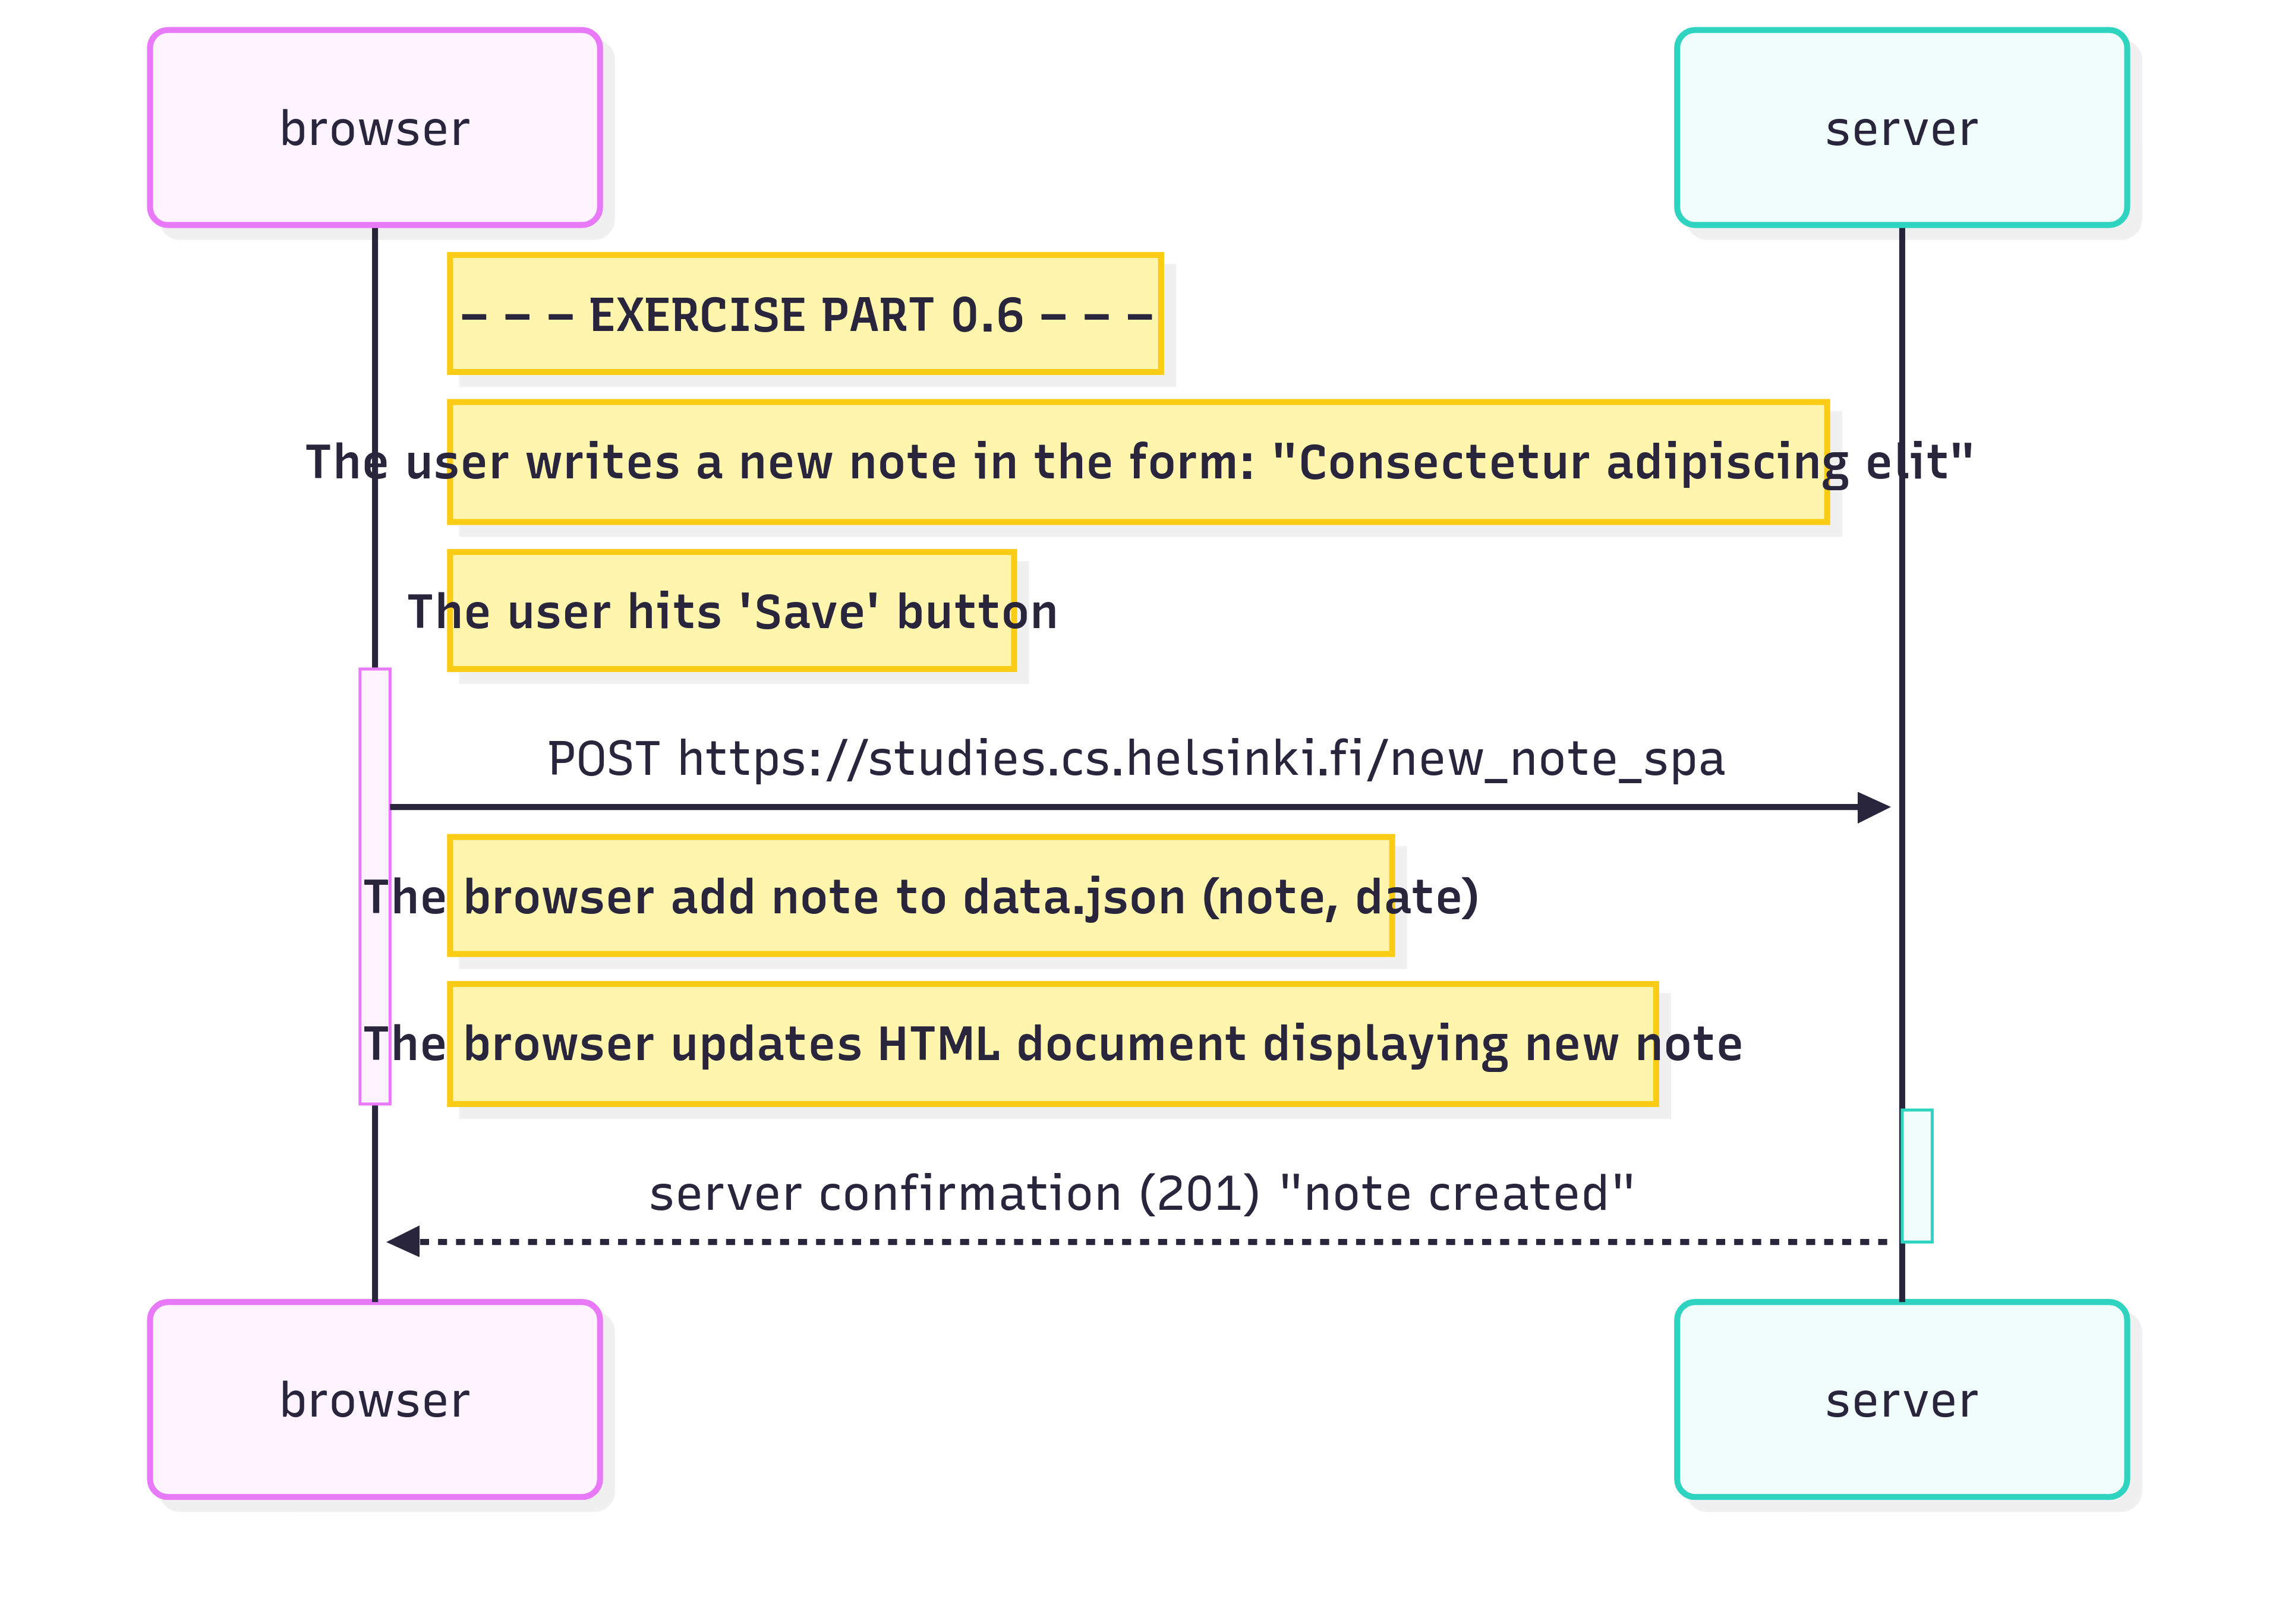 browser
server
– – – EXERCISE PART 0.6 – – –
The user writes a new note in the form: "Consectetur adipiscing elit"
The user hits 'Save' button
POST https://studies.cs.helsinki.fi/new_note_spa
The browser add note to data.json (note, date)
The browser updates HTML document displaying new note
server confirmation (201) "note created"
browser
server